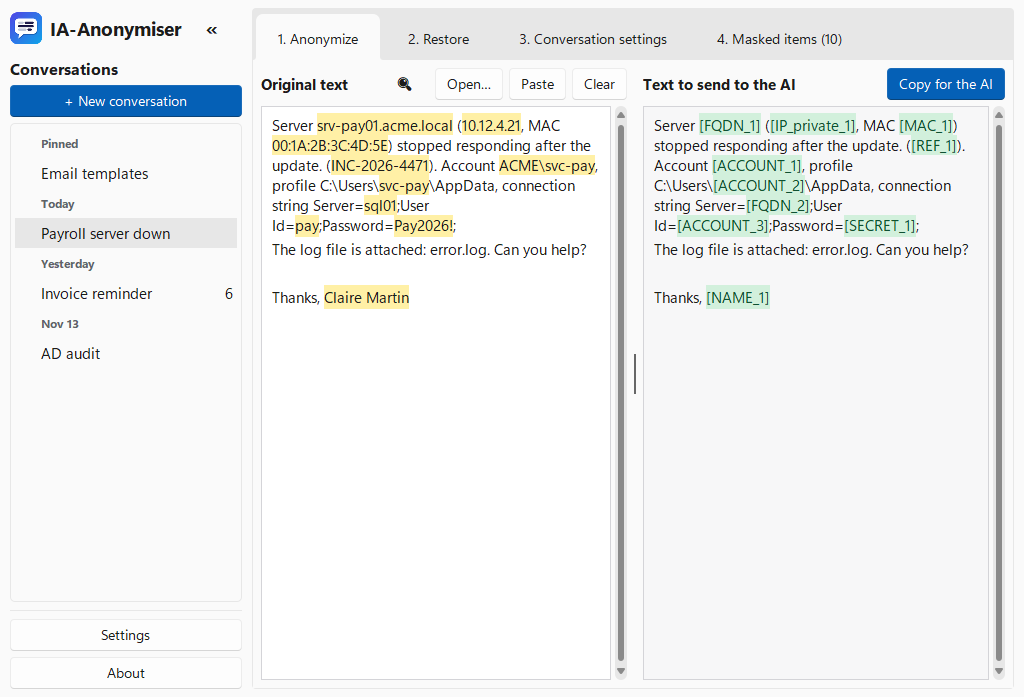 IA-Anonymiser «
Conversations
+ New conversation
Pinned
Email templates
Today
Payroll server down
Yesterday
Invoice reminder 6
Nov 13
AD audit
Settings
About
1. Anonymize 2. Restore 3. Conversation settings 4. Masked items (10)
Original text Open... Paste Clear
Server srv-pay01.acme.local (10.12.4.21, MAC
00:1A:2B:3C:4D:5E) stopped responding after the
update. (INC-2026-4471). Account ACME\svc-pay,
profile C:\Users\svc-pay\AppData, connection
string Server=sql01;User
Id=pay;Password=Pay2026!;
The log file is attached: error.log. Can you help?
Thanks, Claire Martin
Text to send to the AI Copy for the AI
Server [FQDN_1] ([IP_private_1], MAC [MAC_1])
stopped responding after the update. ([REF_1]).
Account [ACCOUNT_1], profile
C:\Users\[ACCOUNT_2]\AppData, connection
string Server=[FQDN_2];User
Id=[ACCOUNT_3];Password=[SECRET_1];
The log file is attached: error.log. Can you help?
Thanks, [NAME_1]